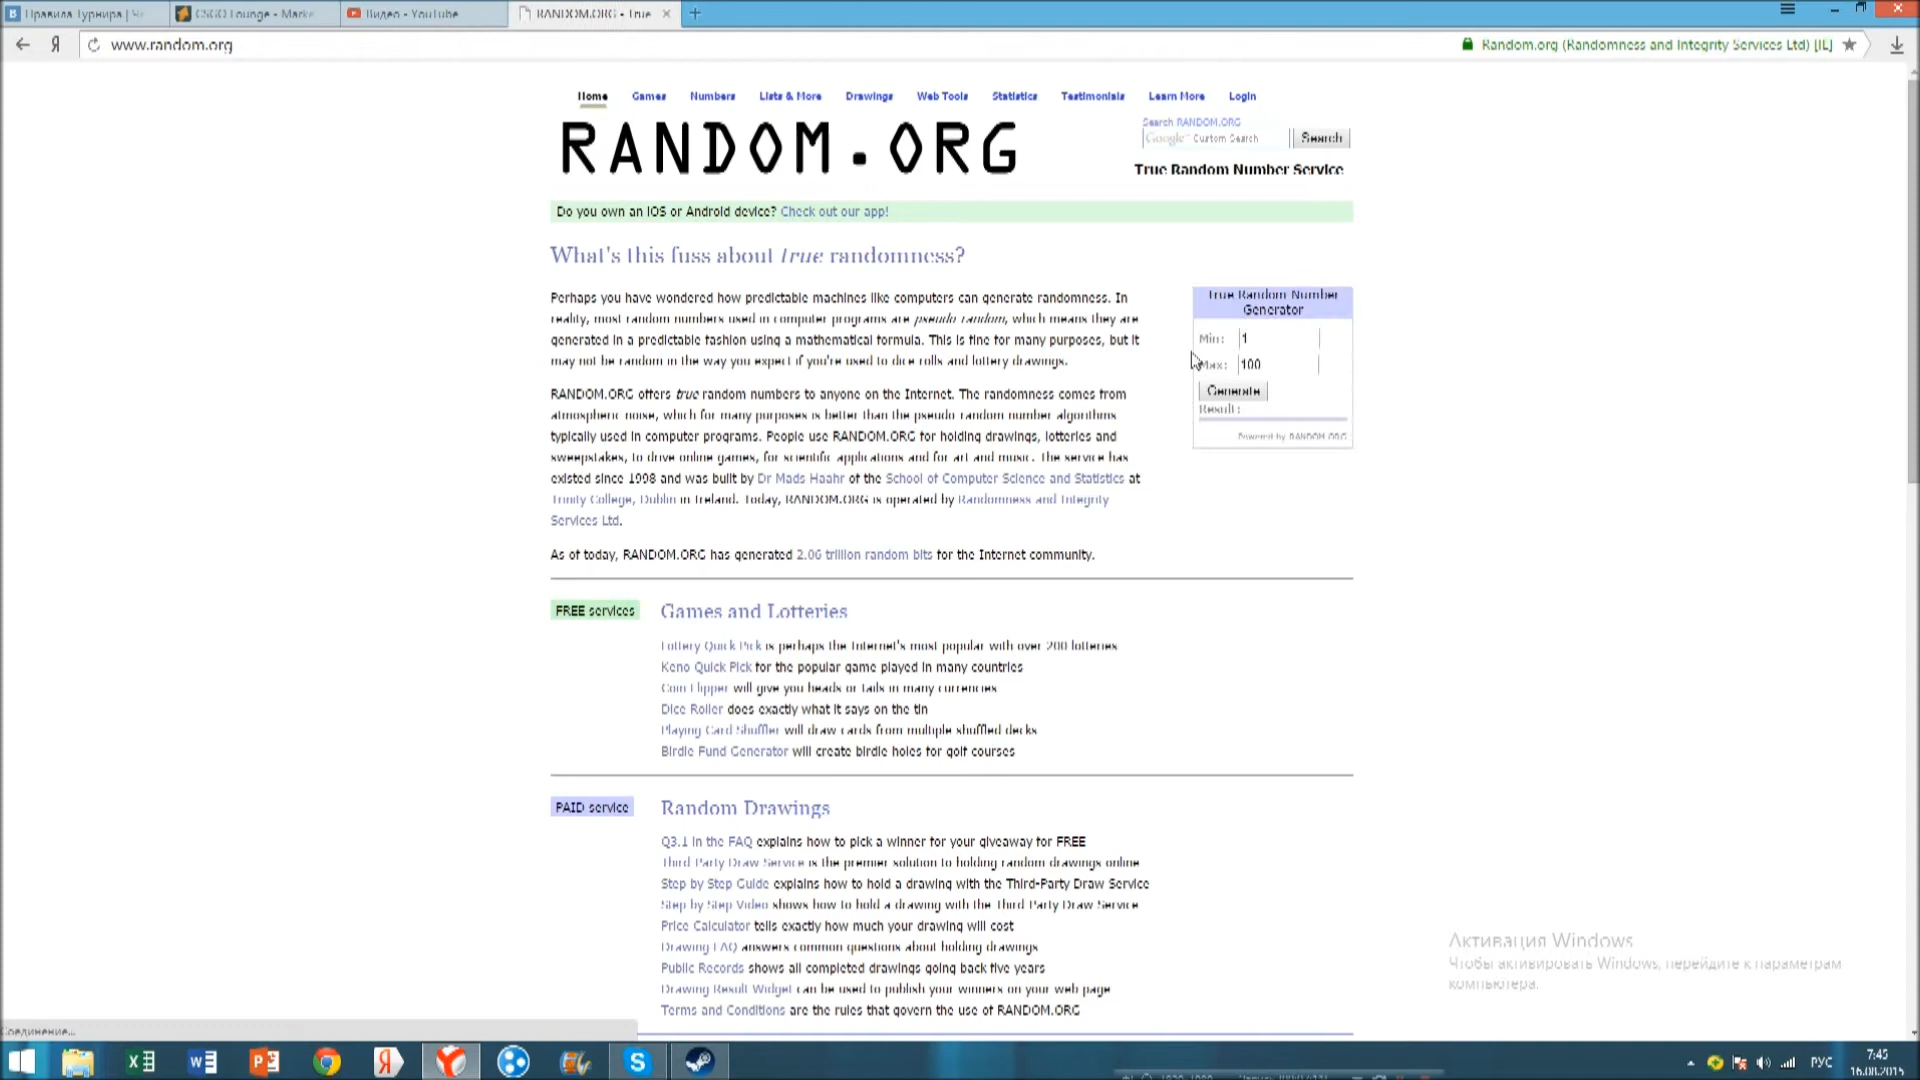 Правила Турнира |
CSGO Lounge - Marke
Видео - YouTube
RANDOM.ORG - True
www.random.org
Random.org (Randomness and Integrity Services Ltd) [IE]
Home Games Numbers Lists & More Drawings Web Tools Statistics Testimonials Learn More Login
RANDOM.ORG
Search RANDOM.ORG
Google™ Custom Search
Search
True Random Number Service
Do you own an iOS or Android device? Check out our app!
What's this fuss about true randomness?
Perhaps you have wondered how predictable machines like computers can generate randomness. In
reality, most random numbers used in computer programs are pseudo-random, which means they are
generated in a predictable fashion using a mathematical formula. This is fine for many purposes, but it
may not be random in the way you expect if you're used to dice rolls and lottery drawings.
RANDOM.ORG offers true random numbers to anyone on the Internet. The randomness comes from
atmospheric noise, which for many purposes is better than the pseudo-random number algorithms
typically used in computer programs. People use RANDOM.ORG for holding drawings, lotteries and
sweepstakes, to drive online games, for scientific applications and for art and music. The service has
existed since 1998 and was built by Dr Mads Haahr of the School of Computer Science and Statistics at
Trinity College, Dublin in Ireland. Today, RANDOM.ORG is operated by Randomness and Integrity
Services Ltd.
As of today, RANDOM.ORG has generated 2.06 trillion random bits for the Internet community.
True Random Number
Generator
Min: 1
Max: 100
Generate
Result:
Powered by RANDOM.ORG
FREE services
Games and Lotteries
Lottery Quick Pick is perhaps the Internet's most popular with over 200 lotteries
Keno Quick Pick for the popular game played in many countries
Coin Flipper will give you heads or tails in many currencies
Dice Roller does exactly what it says on the tin
Playing Card Shuffler will draw cards from multiple shuffled decks
Birdie Fund Generator will create birdie holes for golf courses
PAID service
Random Drawings
Q3.1 in the FAQ explains how to pick a winner for your giveaway for FREE
Third-Party Draw Service is the premier solution to holding random drawings online
Step by Step Guide explains how to hold a drawing with the Third-Party Draw Service
Step by Step Video shows how to hold a drawing with the Third-Party Draw Service
Price Calculator tells exactly how much your drawing will cost
Drawing FAQ answers common questions about holding drawings
Public Records shows all completed drawings going back five years
Drawing Result Widget can be used to publish your winners on your web page
Terms and Conditions are the rules that govern the use of RANDOM.ORG
Активация Windows
Чтобы активировать Windows, перейдите к параметрам
компьютера.
Соединение...
РУС
7:45
16.08.2015